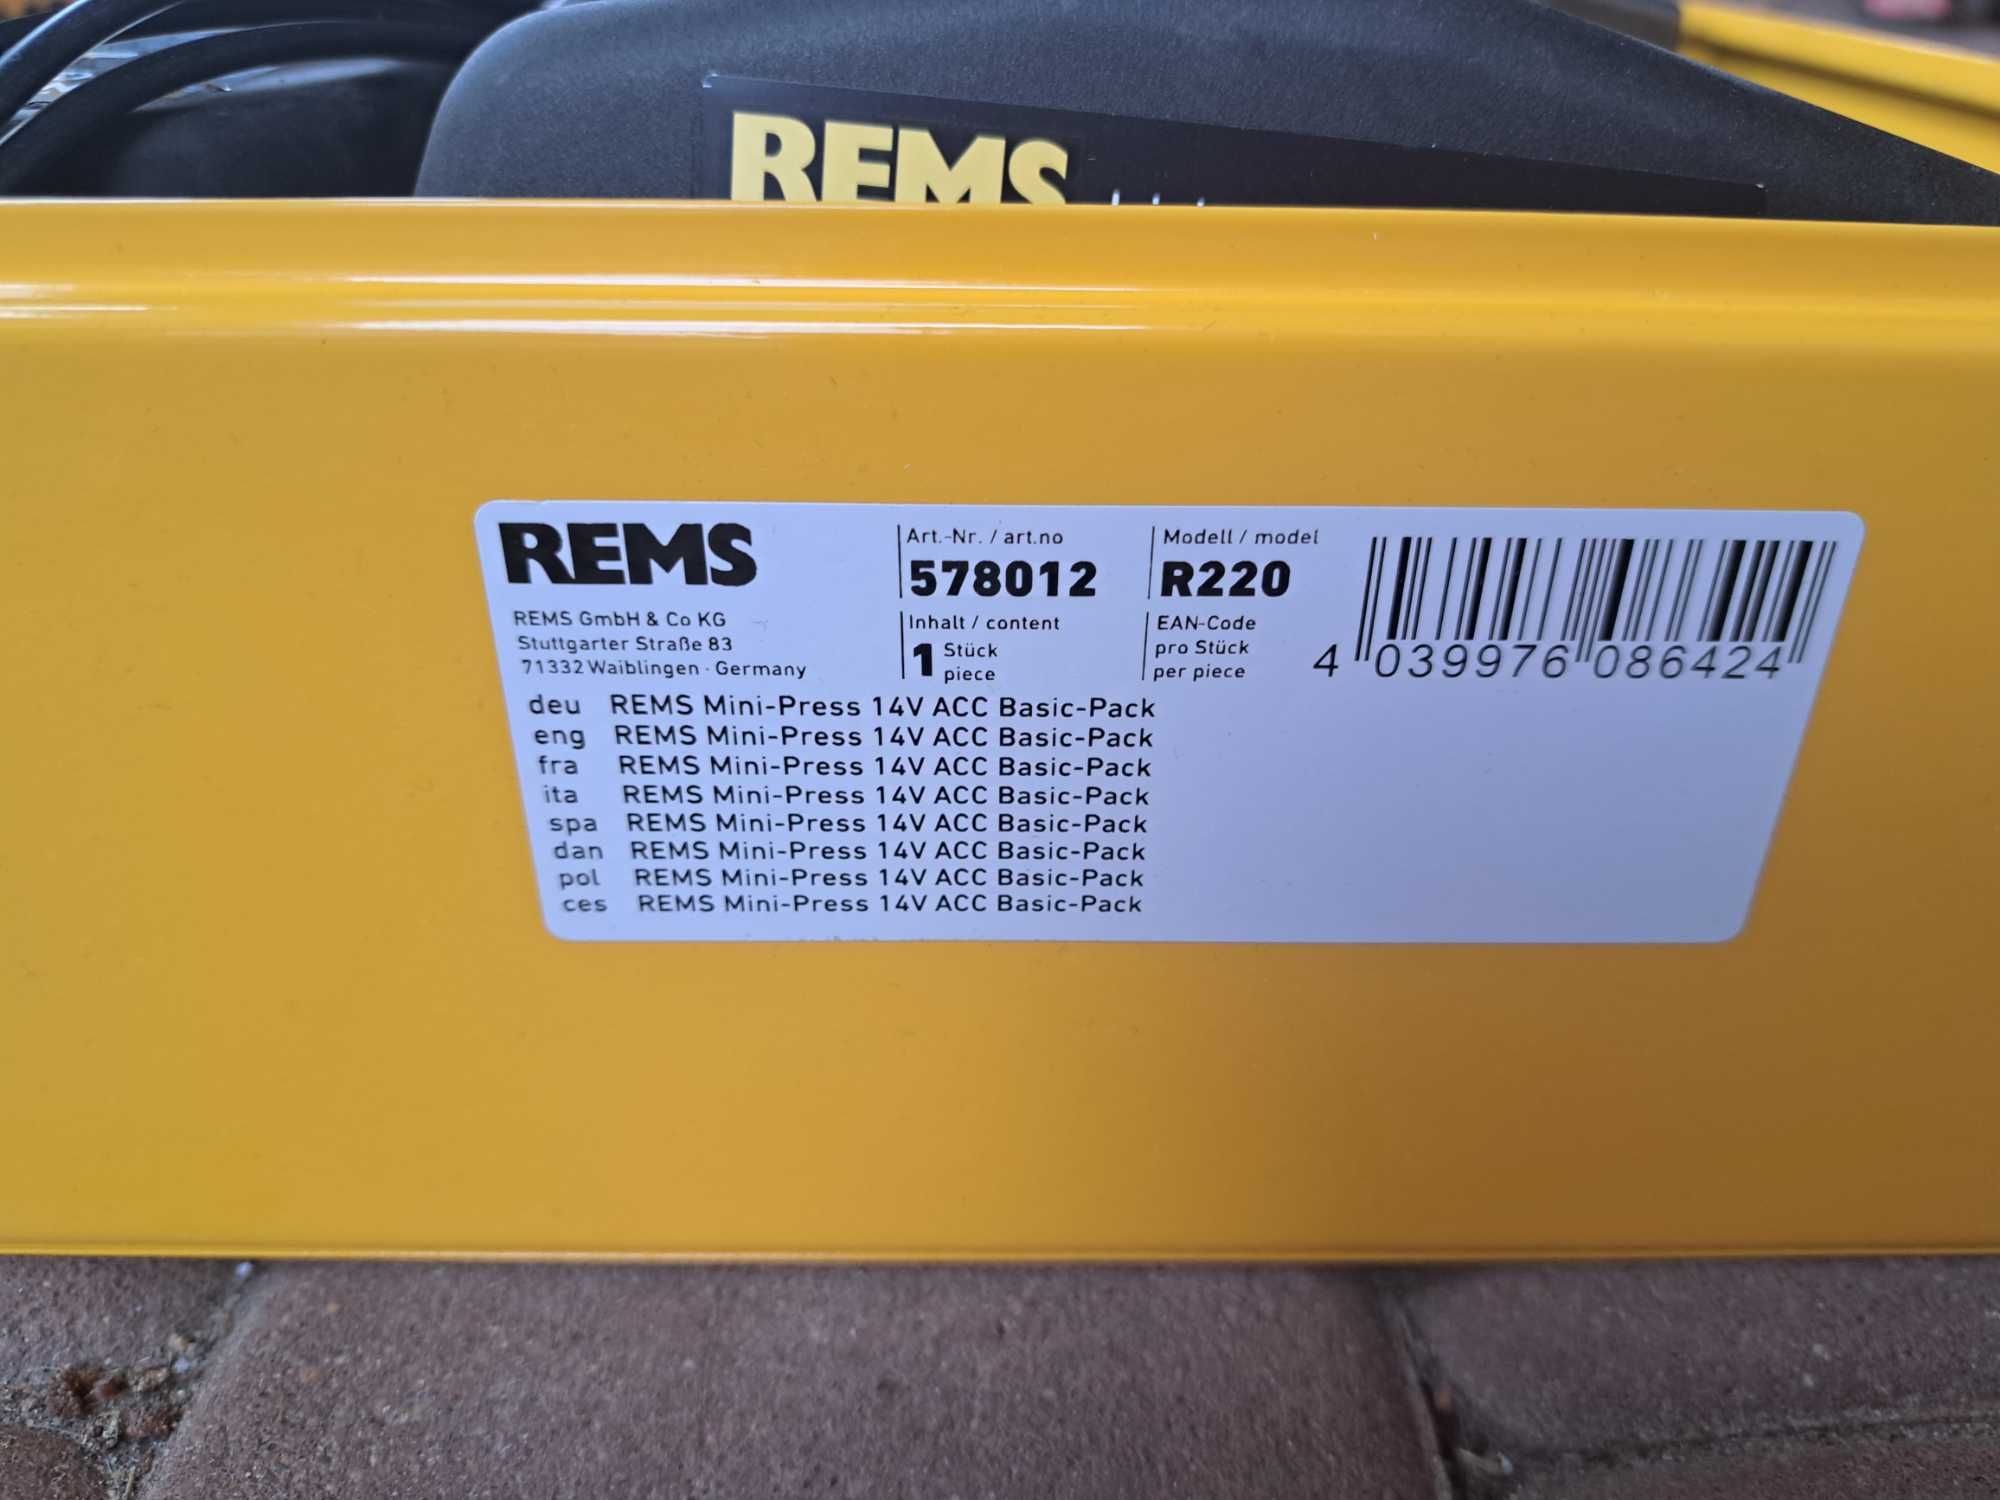 REMS
REMS
REMS GmbH & Co KG
Stuttgarter Straße 83
71332 Waiblingen · Germany
Art.-Nr. / art.no
578012
Inhalt / content
1 Stück
piece
Modell / model
R220
EAN-Code
pro Stück
per piece
4 039976 086424
deu REMS Mini-Press 14V ACC Basic-Pack
eng REMS Mini-Press 14V ACC Basic-Pack
fra REMS Mini-Press 14V ACC Basic-Pack
ita REMS Mini-Press 14V ACC Basic-Pack
spa REMS Mini-Press 14V ACC Basic-Pack
dan REMS Mini-Press 14V ACC Basic-Pack
pol REMS Mini-Press 14V ACC Basic-Pack
ces REMS Mini-Press 14V ACC Basic-Pack